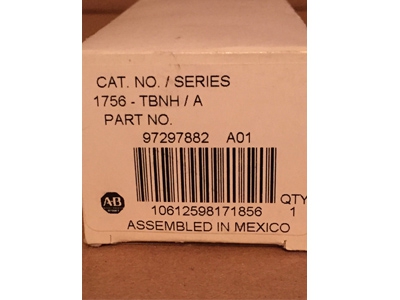 CAT. NO. / SERIES
1756 - TBNH / A
PART NO.
97297882 A01
AB QTY
10612598171856 1
ASSEMBLED IN MEXICO